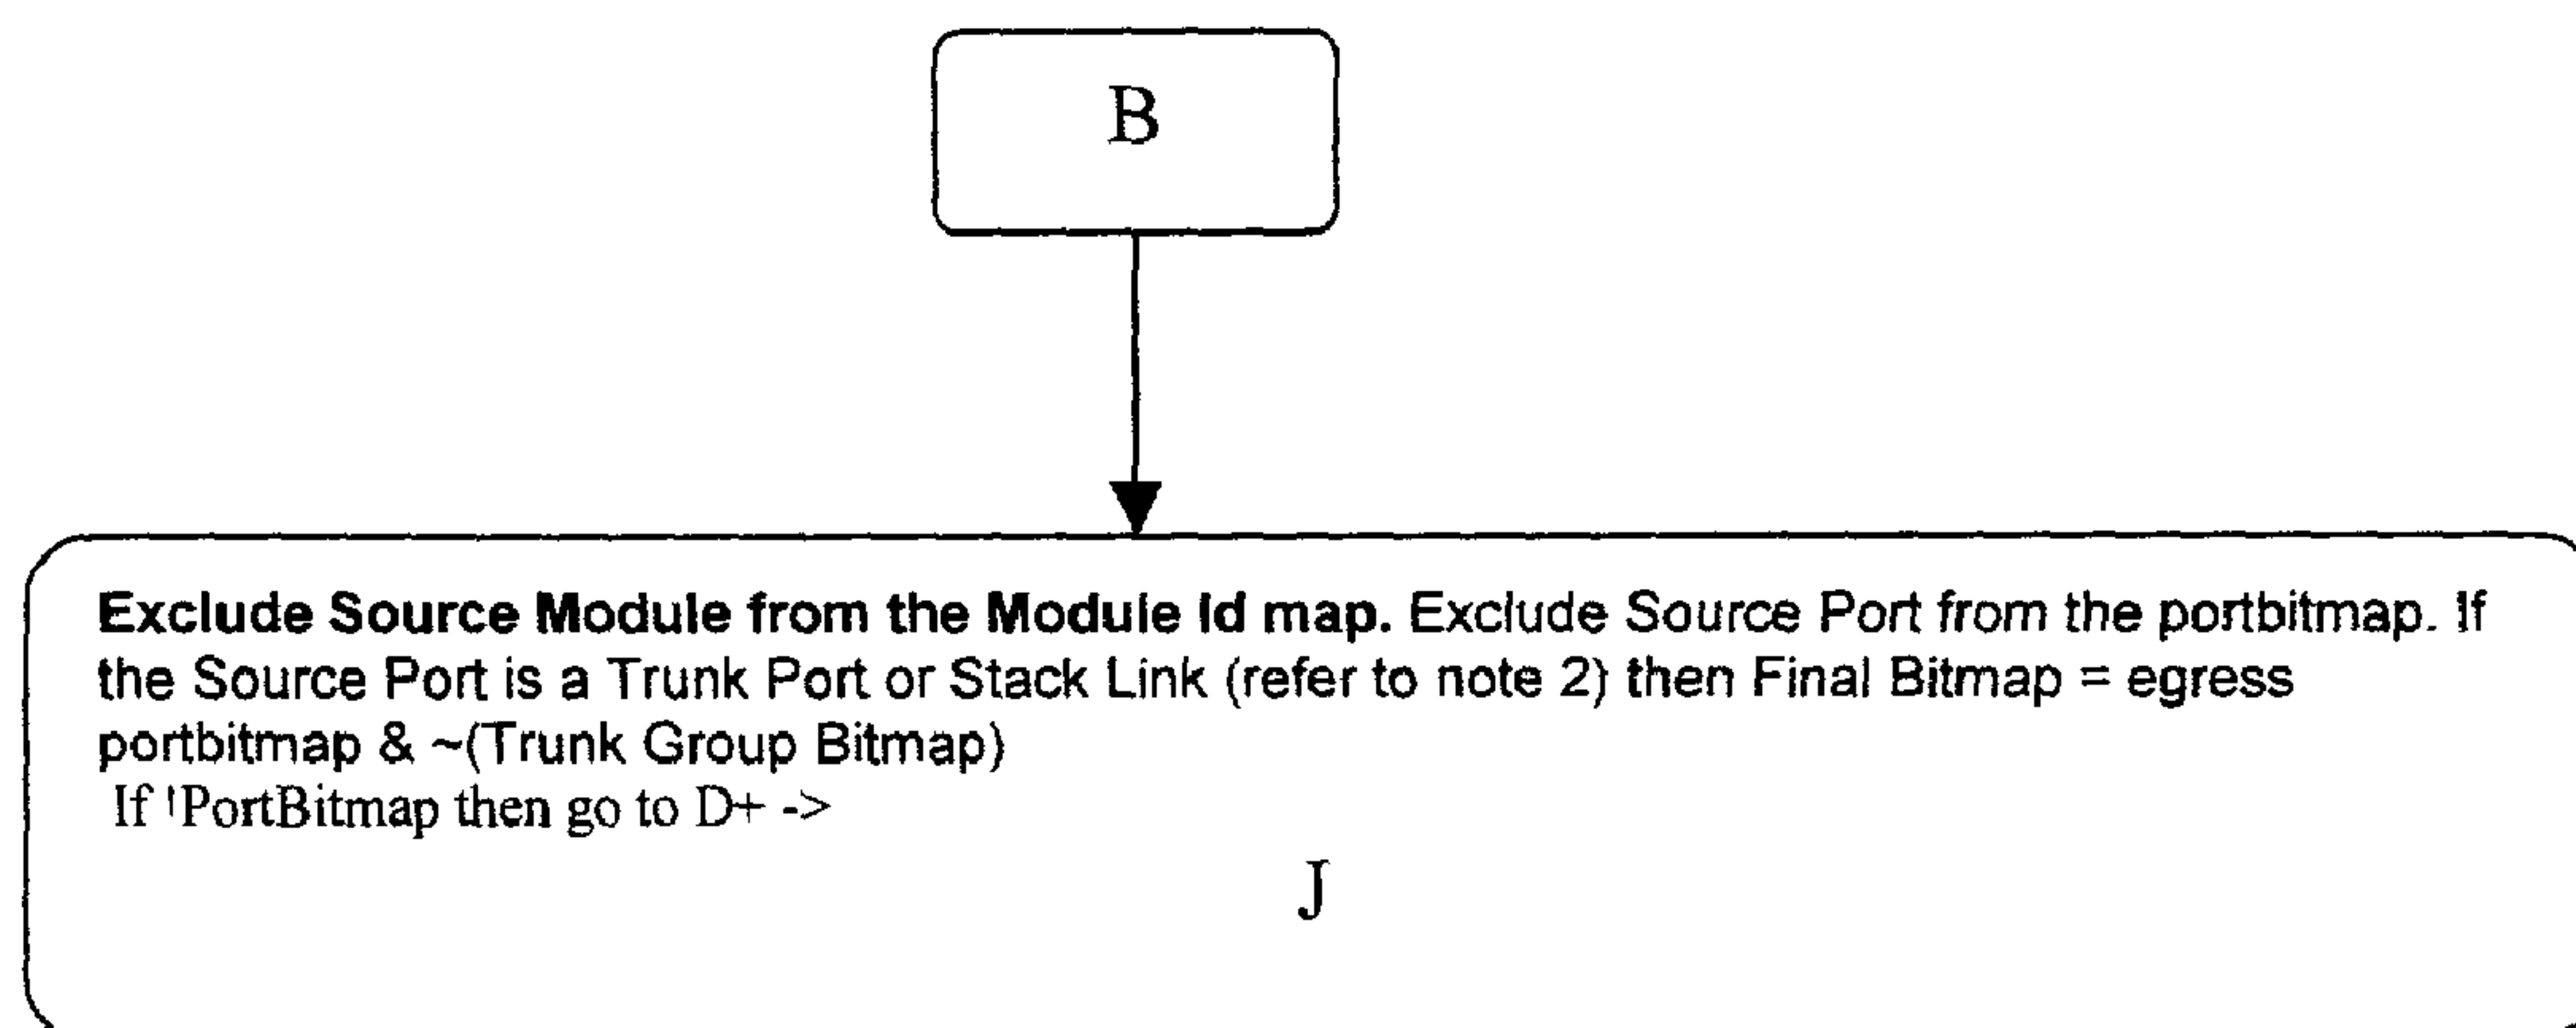 B
Exclude Source Module from the Module Id map. Exclude Source Port from the portbitmap. If
the Source Port is a Trunk Port or Stack Link (refer to note 2) then Final Bitmap = egress
portbitmap & ~(Trunk Group Bitmap)
If !PortBitmap then go to D+ ->
J